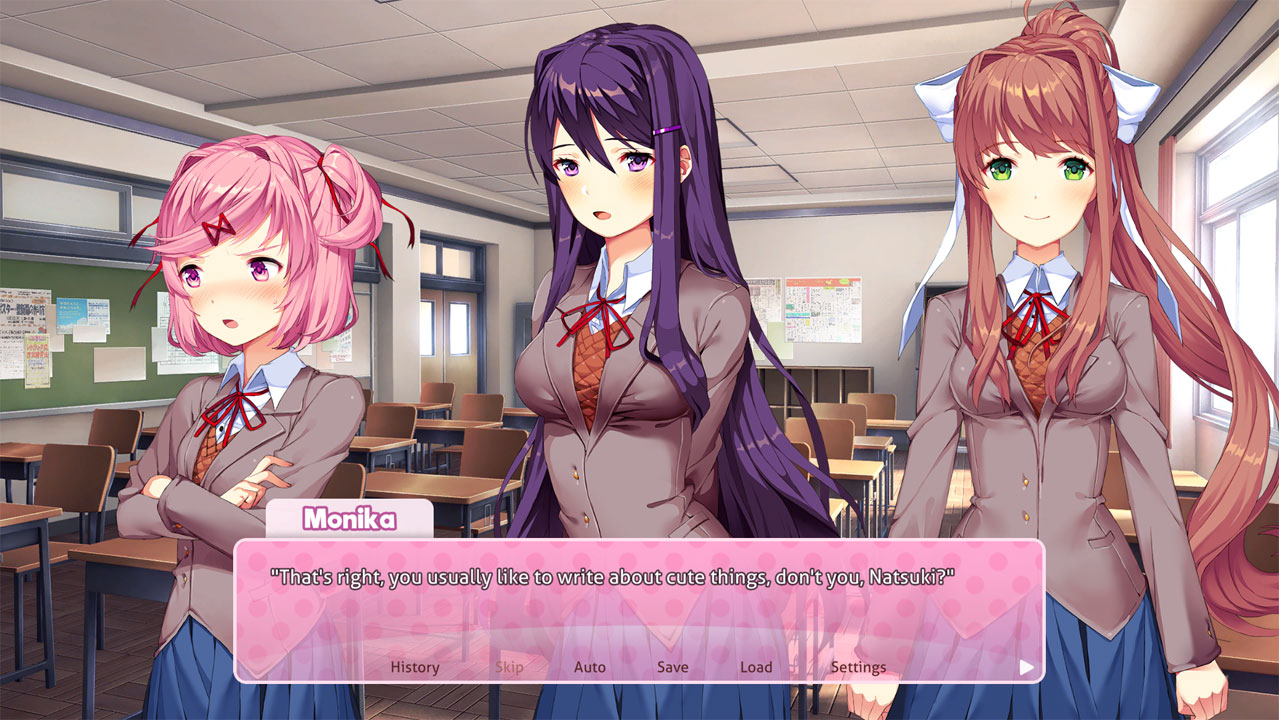 Monika
"That's right, you usually like to write about cute things, don't you, Natsuki?"
History Skip Auto Save Load Settings